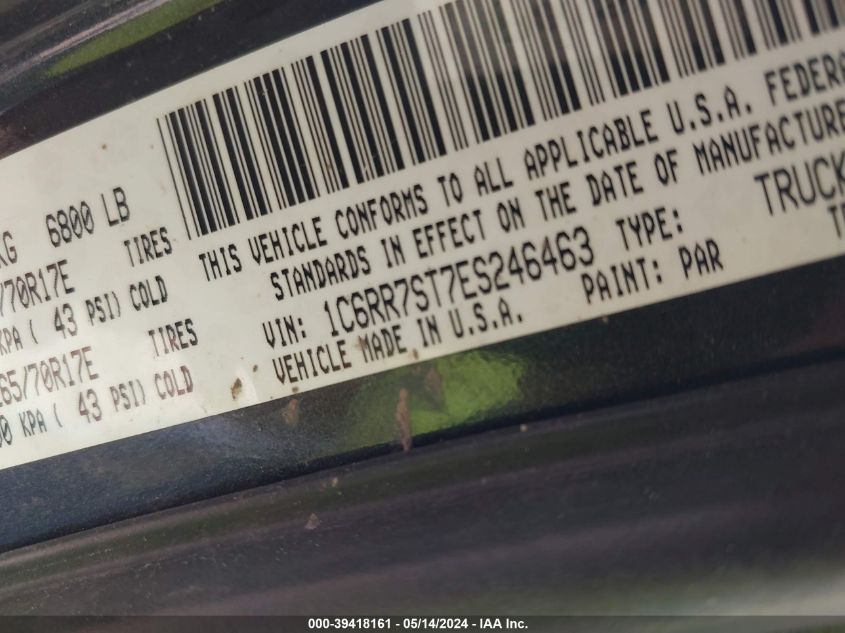 KG 6800 LB
/70R17E TIRES
KPA ( 43 PSI) COLD
65/70R17E TIRES
0 KPA ( 43 PSI) COLD
THIS VEHICLE CONFORMS TO ALL APPLICABLE U.S.A. FEDERA
STANDARDS IN EFFECT ON THE DATE OF MANUFACTURE
VIN: 1C6RR7ST7ES246463 TYPE: TRUCK
VEHICLE MADE IN U.S.A. PAINT: PAR
000-39418161 • 05/14/2024 • IAA Inc.